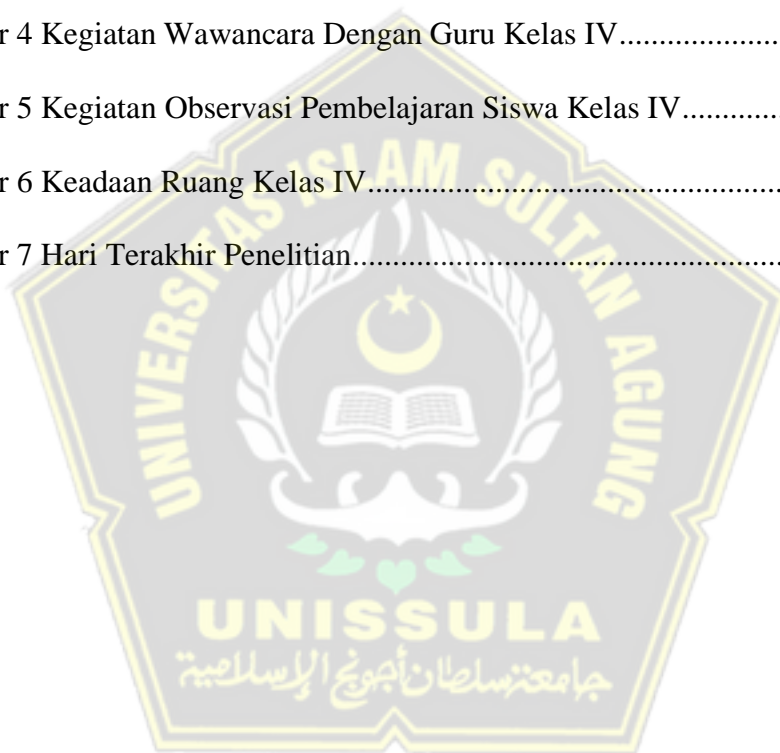 r 4 Kegiatan Wawancara Dengan Guru Kelas IV..................
r 5 Kegiatan Observasi Pembelajaran Siswa Kelas IV.............
r 6 Keadaan Ruang Kelas IV....................................................
r 7 Hari Terakhir Penelitian......................................................
UNIVERSITAS ISLAM SULTAN AGUNG
UNISSULA
جامعة سلطان أجونج الإسلامية